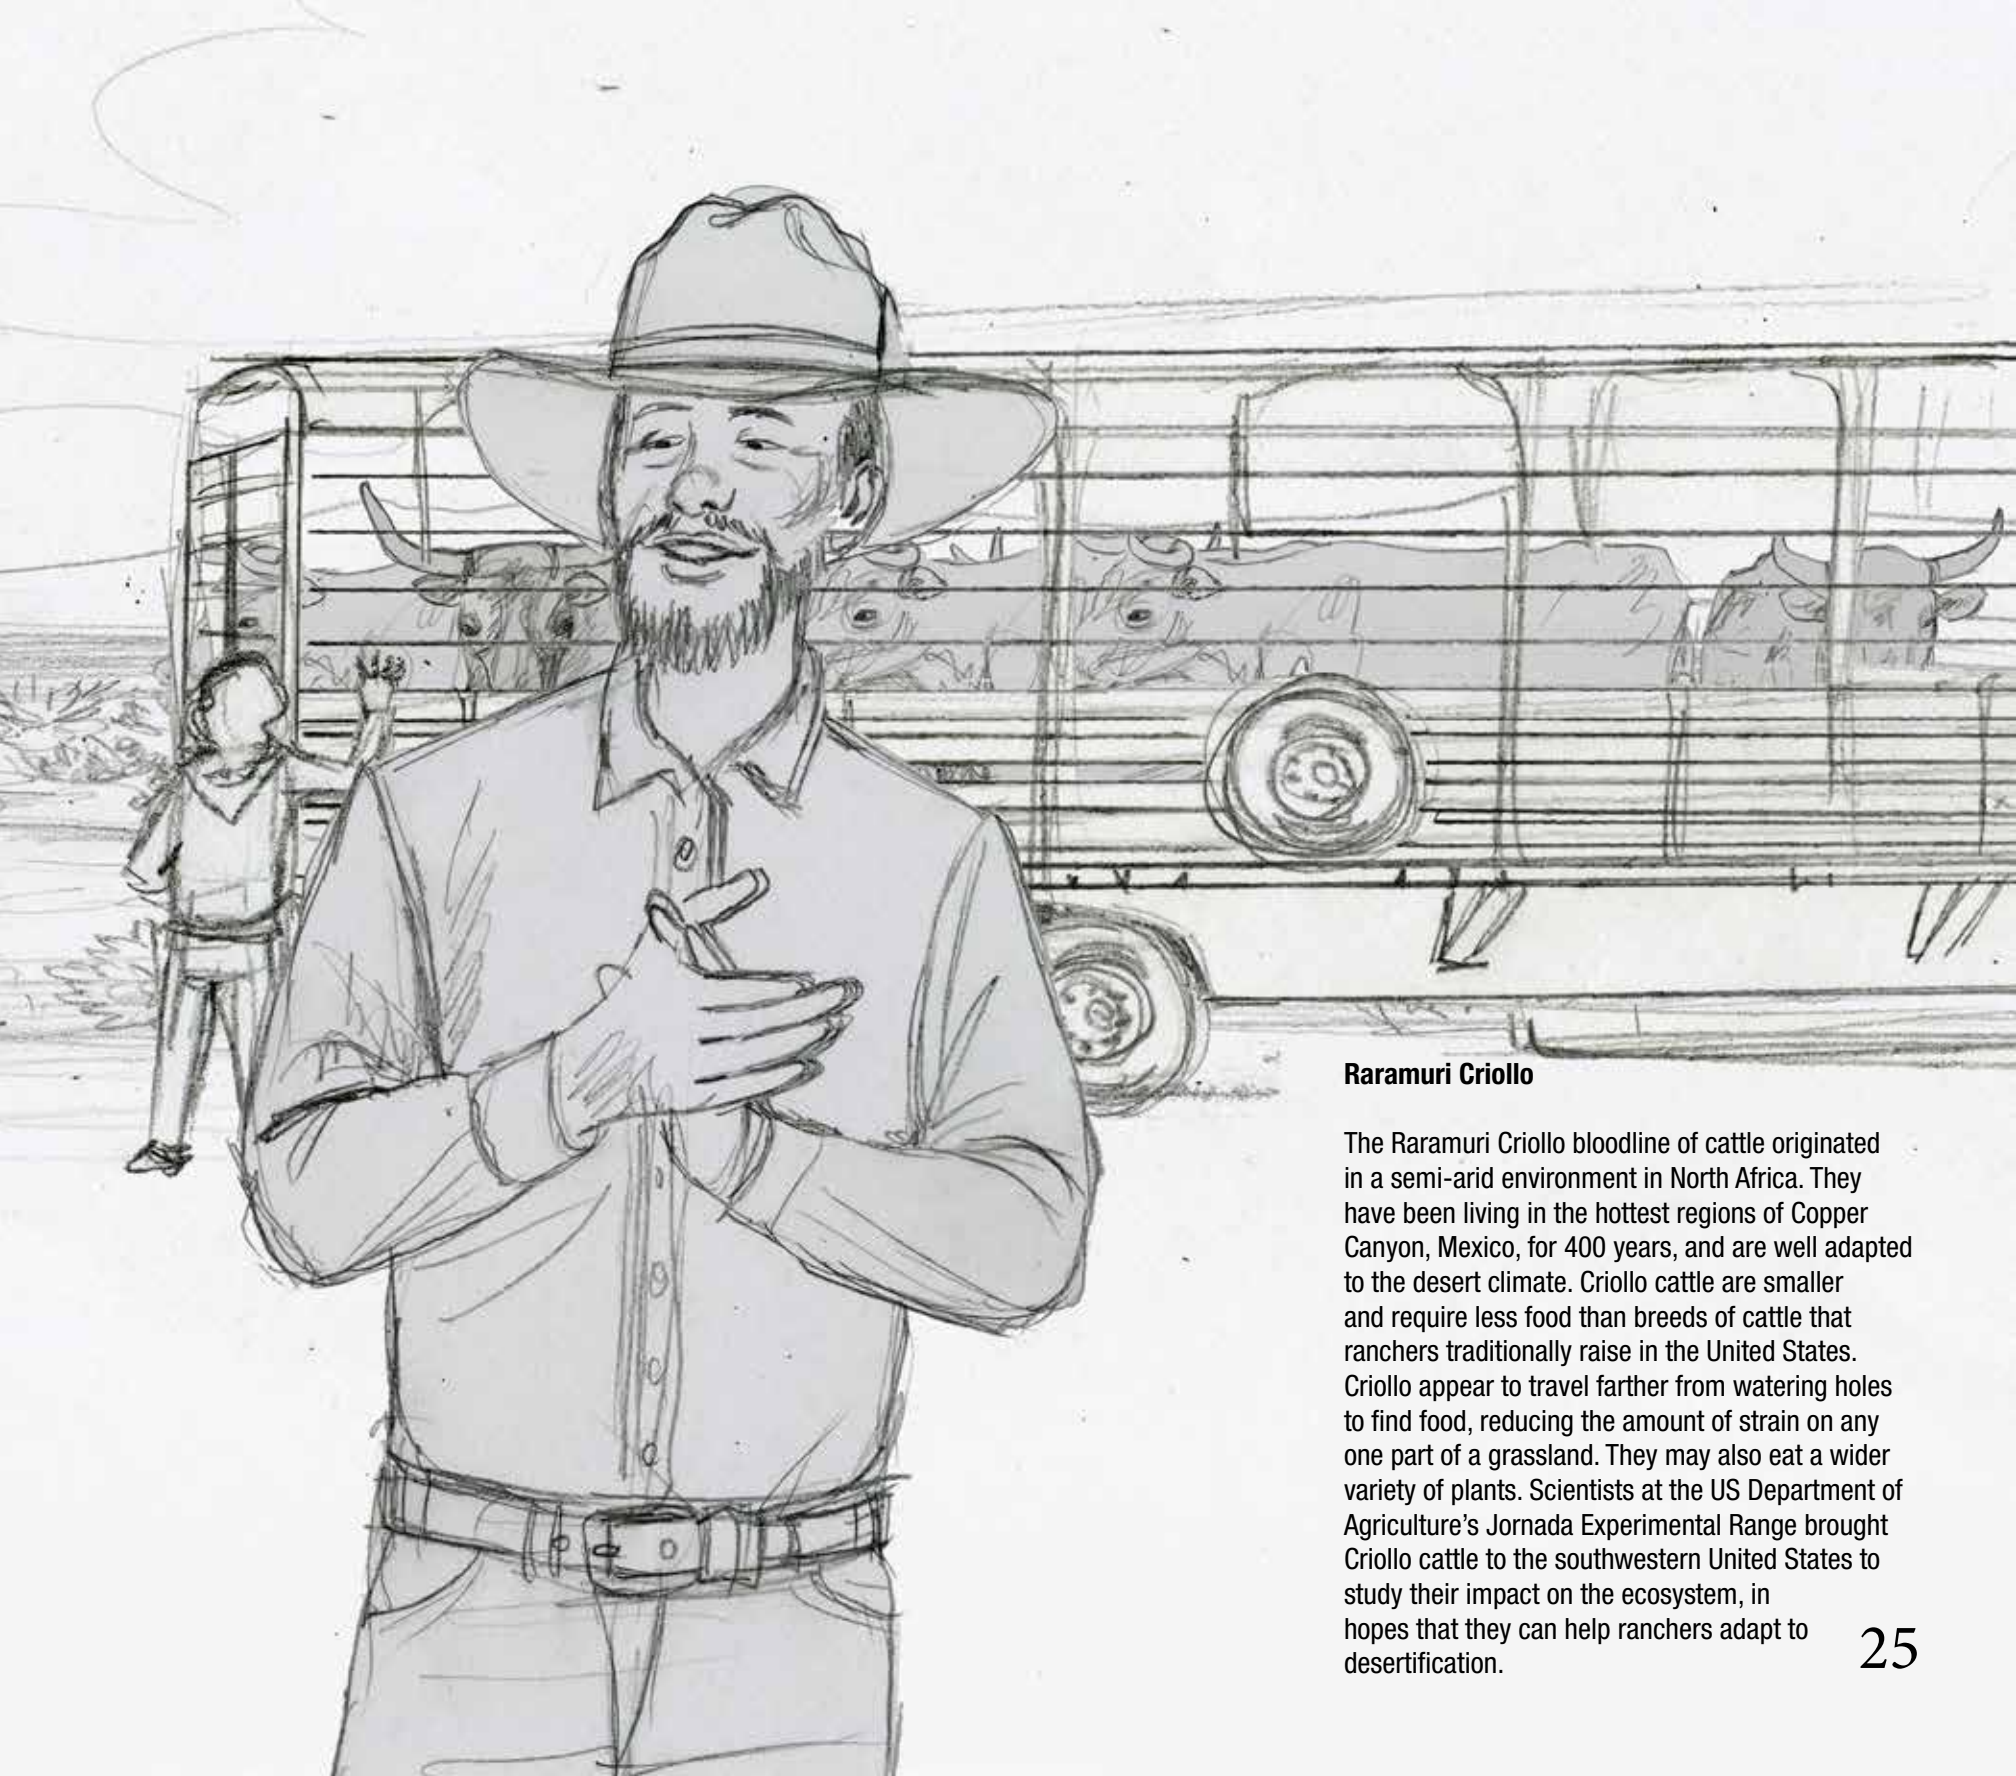 Raramuri Criollo
The Raramuri Criollo bloodline of cattle originated
in a semi-arid environment in North Africa. They
have been living in the hottest regions of Copper
Canyon, Mexico, for 400 years, and are well adapted
to the desert climate. Criollo cattle are smaller
and require less food than breeds of cattle that
ranchers traditionally raise in the United States.
Criollo appear to travel farther from watering holes
to find food, reducing the amount of strain on any
one part of a grassland. They may also eat a wider
variety of plants. Scientists at the US Department of
Agriculture’s Jornada Experimental Range brought
Criollo cattle to the southwestern United States to
study their impact on the ecosystem, in
hopes that they can help ranchers adapt to
desertification.
25